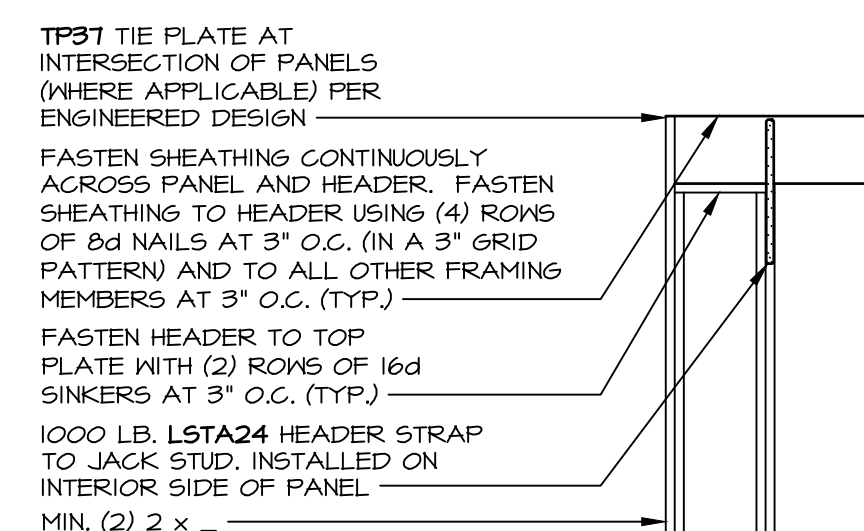 TP37 TIE PLATE AT
INTERSECTION OF PANELS
(WHERE APPLICABLE) PER
ENGINEERED DESIGN
FASTEN SHEATHING CONTINUOUSLY
ACROSS PANEL AND HEADER. FASTEN
SHEATHING TO HEADER USING (4) ROWS
OF 8d NAILS AT 3" O.C. (IN A 3" GRID
PATTERN) AND TO ALL OTHER FRAMING
MEMBERS AT 3" O.C. (TYP.)
FASTEN HEADER TO TOP
PLATE WITH (2) ROWS OF 16d
SINKERS AT 3" O.C. (TYP.)
1000 LB. LSTA24 HEADER STRAP
TO JACK STUD. INSTALLED ON
INTERIOR SIDE OF PANEL
MIN. (2) 2 x _